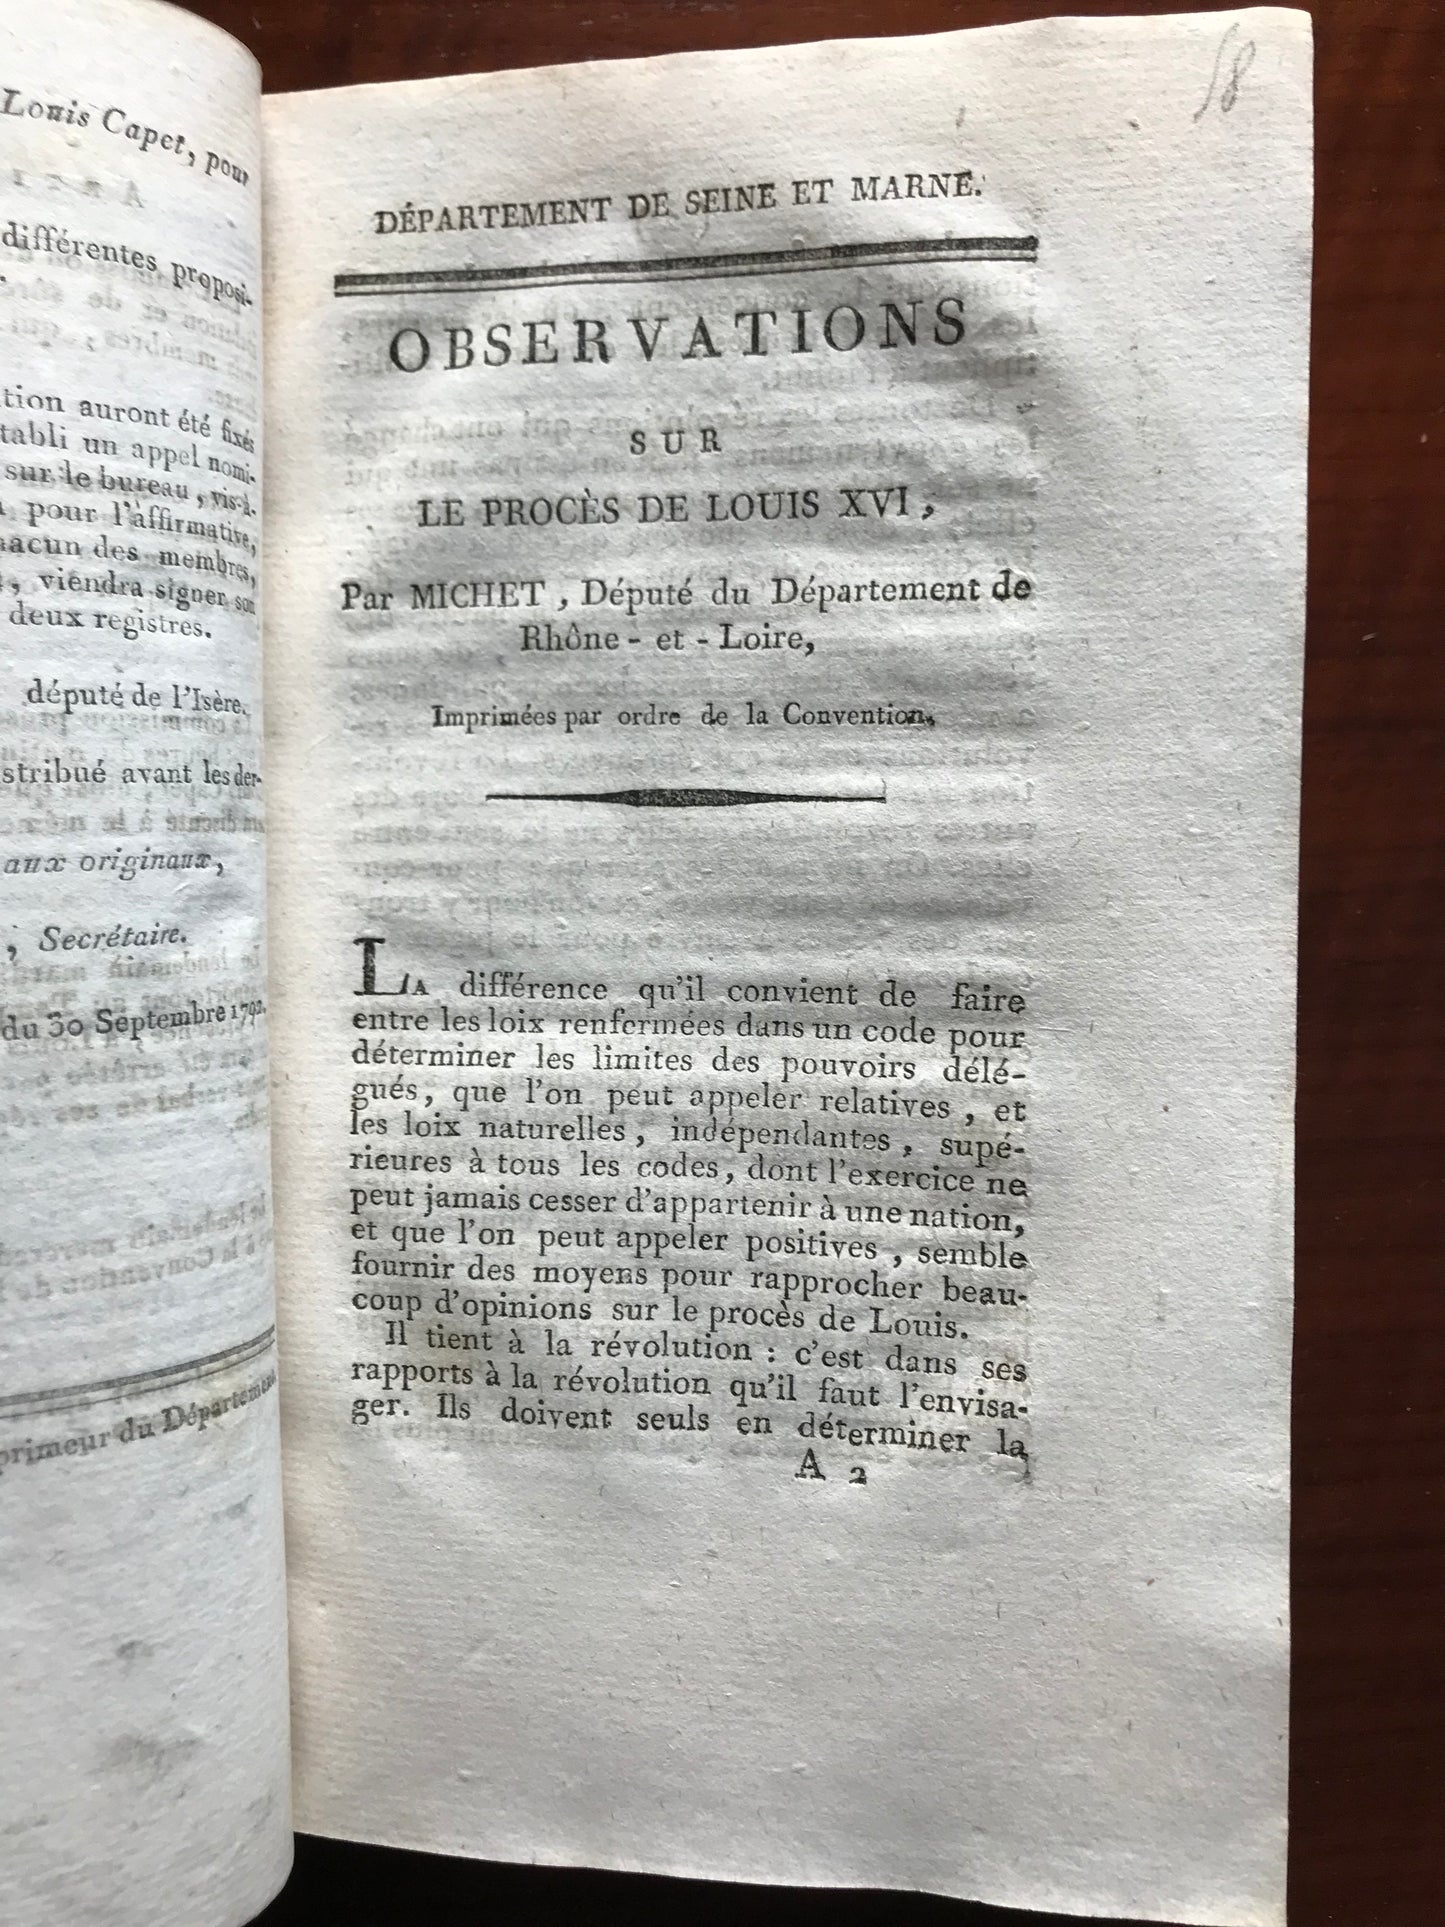 Louis Capet, pour
différentes proposi-
tion auront été fixés
tabli un appel nomi-
sur le bureau, vis-à-
pour l'affirmative,
hacun des membres,
, viendra signer son
deux registres.
député de l'Isère.
stribué avant les der-
aux originaux,
, Secrétaire.
du 30 Septembre 1792.
primeur du Département
58
DÉPARTEMENT DE SEINE ET MARNE.
OBSERVATIONS
SUR
LE PROCÈS DE LOUIS XVI,
Par MICHET, Député du Département de
Rhône-et-Loire,
Imprimées par ordre de la Convention.
LA différence qu'il convient de faire
entre les loix renfermées dans un code pour
déterminer les limites des pouvoirs délé-
gués, que l'on peut appeler relatives, et
les loix naturelles, indépendantes, supé-
rieures à tous les codes, dont l'exercice ne
peut jamais cesser d'appartenir à une nation,
et que l'on peut appeler positives, semble
fournir des moyens pour rapprocher beau-
coup d'opinions sur le procès de Louis.
Il tient à la révolution : c'est dans ses
rapports à la révolution qu'il faut l'envisa-
ger. Ils doivent seuls en déterminer la
A 2